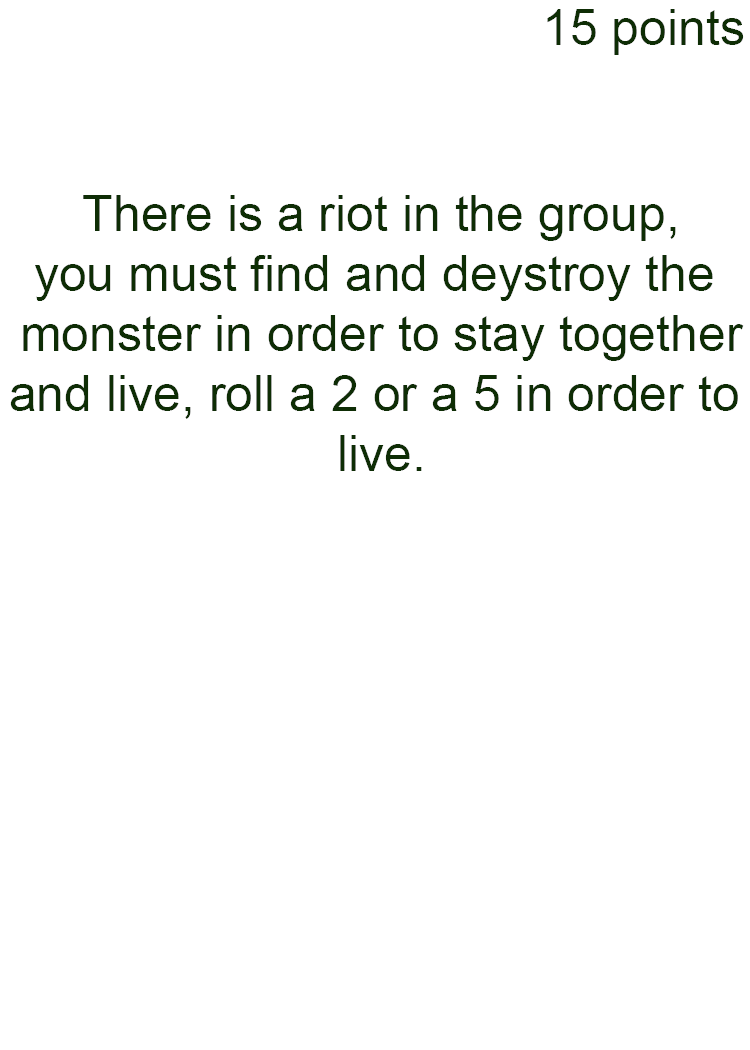 15 points
There is a riot in the group,
you must find and deystroy the
monster in order to stay together
and live, roll a 2 or a 5 in order to
live.